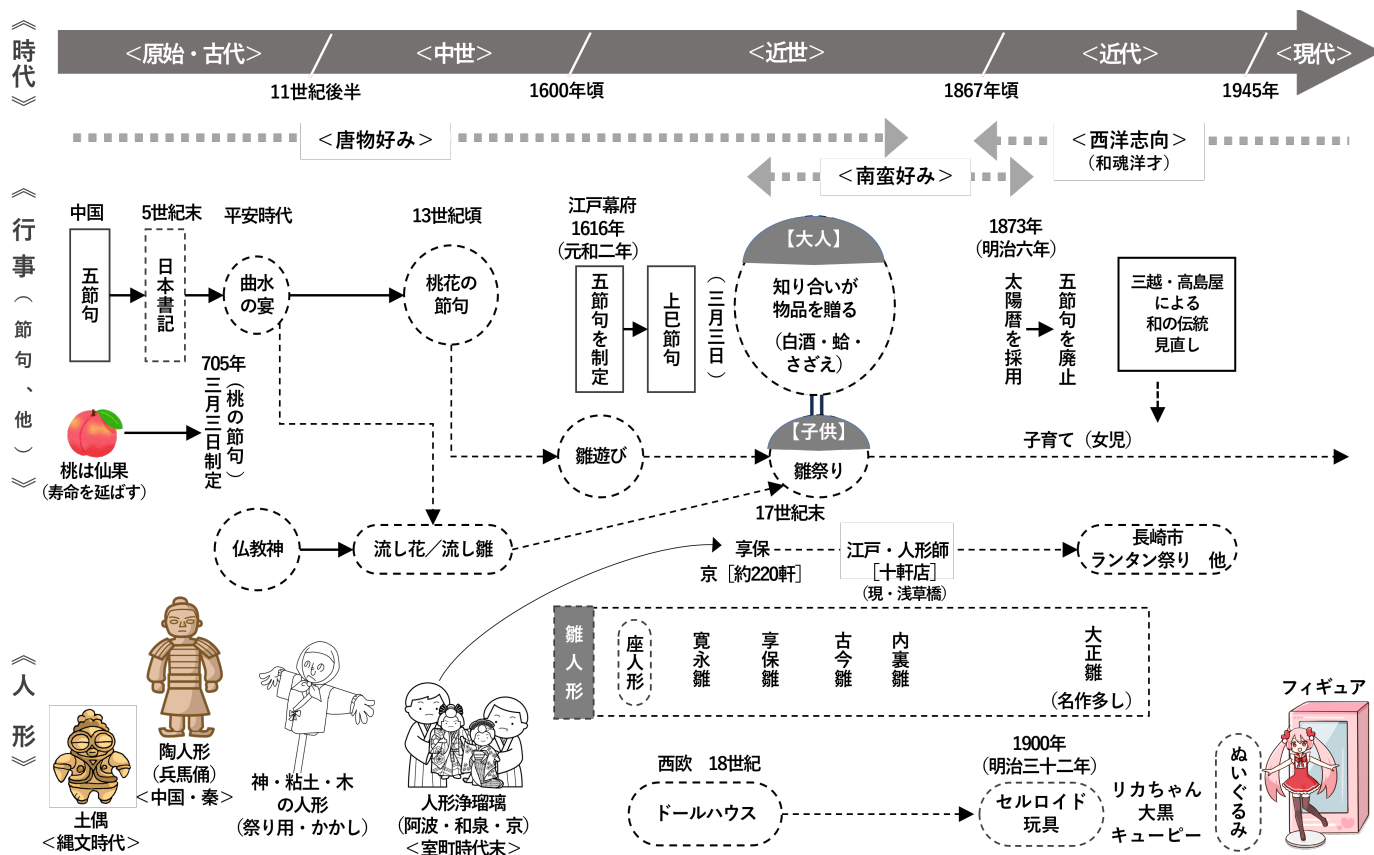 《時代》
＜原始・古代＞
＜中世＞
＜近世＞
＜近代＞
＜現代＞
11世紀後半
1600年頃
1867年頃
1945年
＜唐物好み＞
＜西洋志向＞
（和魂洋才）
＜南蛮好み＞
《行事（節句、他）》
中国
五節句
5世紀末
日本書記
平安時代
曲水
の宴
13世紀頃
桃花の
節句
江戸幕府
1616年
（元和二年）
五節句を制定
上巳節句
（三月三日）
【大人】
知り合いが
物品を贈る
（白酒・蛤・
さざえ）
1873年
（明治六年）
太陽暦を採用
五節句を廃止
三越・高島屋
による
和の伝統
見直し
705年
（桃の節句）
三月三日制定
桃は仙果
（寿命を延ばす）
雛遊び
【子供】
雛祭り
17世紀末
子育て（女児）
仏教神
流し花／流し雛
享保
京［約220軒］
江戸・人形師
［十軒店］
（現・浅草橋）
長崎市
ランタン祭り　他
《人形》
雛人形
座人形
寛永雛
享保雛
古今雛
内裏雛
大正雛
（名作多し）
土偶
＜縄文時代＞
陶人形
（兵馬俑）
＜中国・秦＞
神・粘土・木
の人形
（祭り用・かかし）
人形浄瑠璃
（阿波・和泉・京）
＜室町時代末＞
西欧　18世紀
ドールハウス
1900年
（明治三十二年）
セルロイド
玩具
リカちゃん
大黒
キューピー
ぬいぐるみ
フィギュア